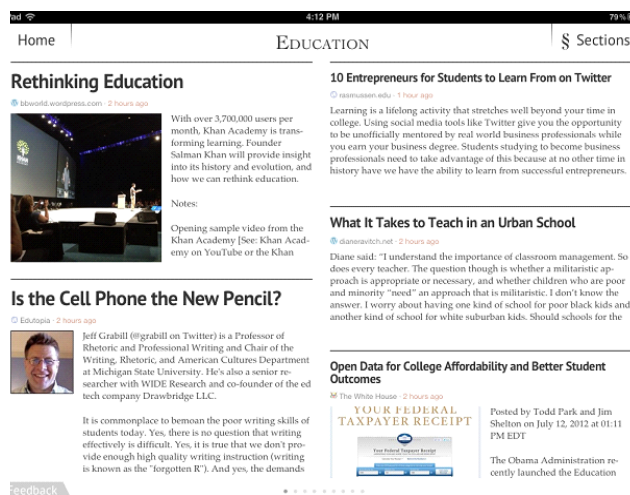 ad
4:12 PM
79%
Home
EDUCATION
§ Sections
Rethinking Education
bbworld.wordpress.com · 2 hours ago
With over 3,700,000 users per
month, Khan Academy is trans-
forming learning. Founder
Salman Khan will provide insight
into its history and evolution, and
how we can rethink education.
Notes:
Opening sample video from the
Khan Academy [See: Khan Acad-
emy on YouTube or the Khan
Is the Cell Phone the New Pencil?
Edutopia · 2 hours ago
Jeff Grabill (@grabill on Twitter) is a Professor of
Rhetoric and Professional Writing and Chair of the
Writing, Rhetoric, and American Cultures Department
at Michigan State University. He's also a senior re-
searcher with WIDE Research and co-founder of the ed
tech company Drawbridge LLC.
It is commonplace to bemoan the poor writing skills of
students today. Yes, there is no question that writing
effectively is difficult. Yes, it is true that we don't pro-
vide enough high quality writing instruction (writing
is known as the "forgotten R"). And yes, the demands
10 Entrepreneurs for Students to Learn From on Twitter
rasmussen.edu · 1 hour ago
Learning is a lifelong activity that stretches well beyond your time in
college. Using social media tools like Twitter give you the opportunity
to be unofficially mentored by real world business professionals while
you earn your business degree. Students studying to become business
professionals need to take advantage of this because at no other time in
history have we have the ability to learn from successful entrepreneurs.
What It Takes to Teach in an Urban School
dianeravitch.net · 2 hours ago
Diane said: "I understand the importance of classroom management. So
does every teacher. The question though is whether a militaristic ap-
proach is appropriate or necessary, and whether children who are poor
and minority "need" an approach that is militaristic. I don't know the
answer. I worry about having one kind of school for poor black kids and
another kind of school for white suburban kids. Should schools for the
Open Data for College Affordability and Better Student
Outcomes
The White House · 2 hours ago
YOUR FEDERAL
TAXPAYER RECEIPT
Your Federal Taxpayer Receipt
Posted by Todd Park and Jim
Shelton on July 12, 2012 at 01:11
PM EDT
The Obama Administration re-
cently launched the Education
Feedback